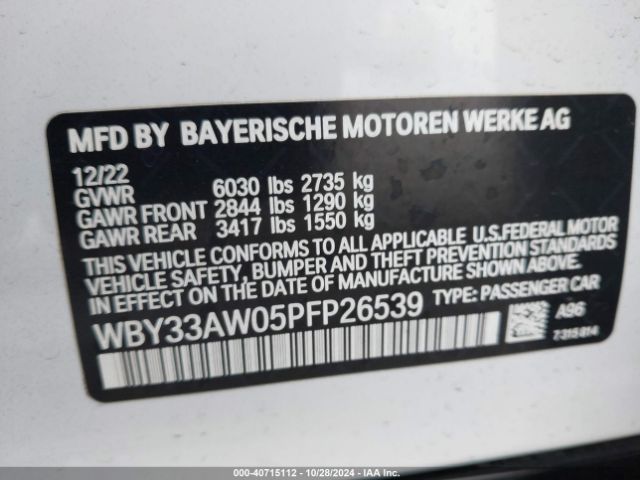 MFD BY BAYERISCHE MOTOREN WERKE AG
12/22
GVWR 6030 lbs 2735 kg
GAWR FRONT 2844 lbs 1290 kg
GAWR REAR 3417 lbs 1550 kg
THIS VEHICLE CONFORMS TO ALL APPLICABLE U.S.FEDERAL MOTOR
VEHICLE SAFETY, BUMPER AND THEFT PREVENTION STANDARDS
IN EFFECT ON THE DATE OF MANUFACTURE SHOWN ABOVE.
WBY33AW05PFP26539 TYPE: PASSENGER CAR
A96
7315814
000-40715112 | 10/28/2024 - IAA, Inc.